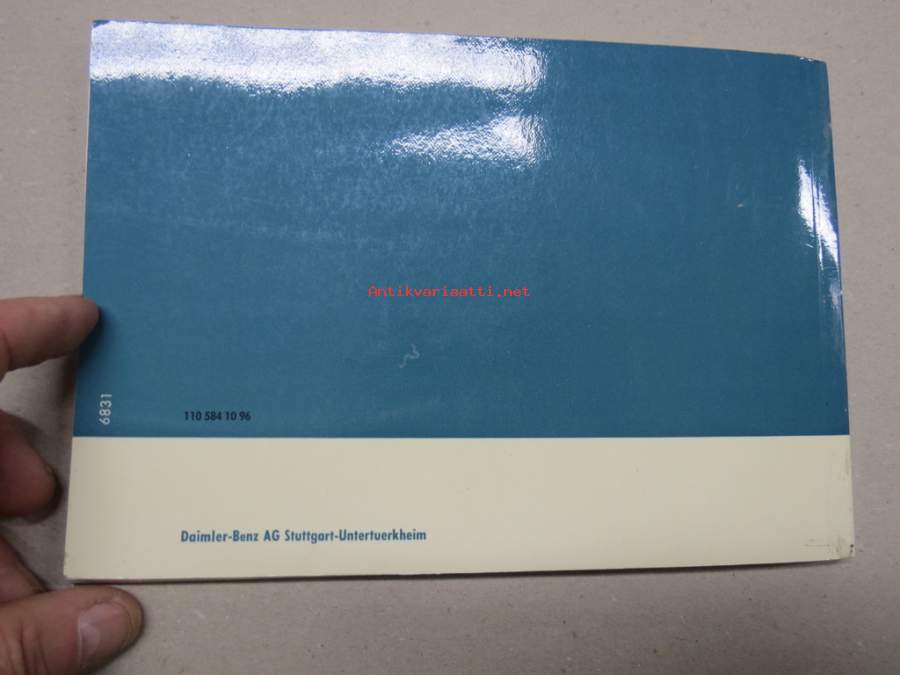 Antikvariaatti.net
6831
110 584 10 96
Daimler-Benz AG Stuttgart-Untertuerkheim